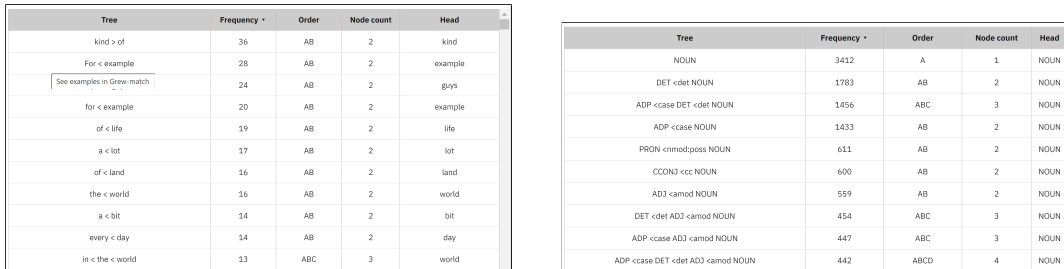 Tree Frequency ▾ Order Node count Head
kind > of 36 AB 2 kind
For < example 28 AB 2 example
See examples in Grew-match 24 AB 2 guys
for < example 20 AB 2 example
of < life 19 AB 2 life
a < lot 17 AB 2 lot
of < land 16 AB 2 land
the < world 16 AB 2 world
a < bit 14 AB 2 bit
every < day 14 AB 2 day
in < the < world 13 ABC 3 world
Tree Frequency ▾ Order Node count Head
NOUN 3412 A 1 NOUN
DET <det NOUN 1783 AB 2 NOUN
ADP <case DET <det NOUN 1456 ABC 3 NOUN
ADP <case NOUN 1433 AB 2 NOUN
PRON <nmod:poss NOUN 611 AB 2 NOUN
CCONJ <cc NOUN 600 AB 2 NOUN
ADJ <amod NOUN 559 AB 2 NOUN
DET <det ADJ <amod NOUN 454 ABC 3 NOUN
ADP <case ADJ <amod NOUN 447 ABC 3 NOUN
ADP <case DET <det ADJ <amod NOUN 442 ABCD 4 NOUN